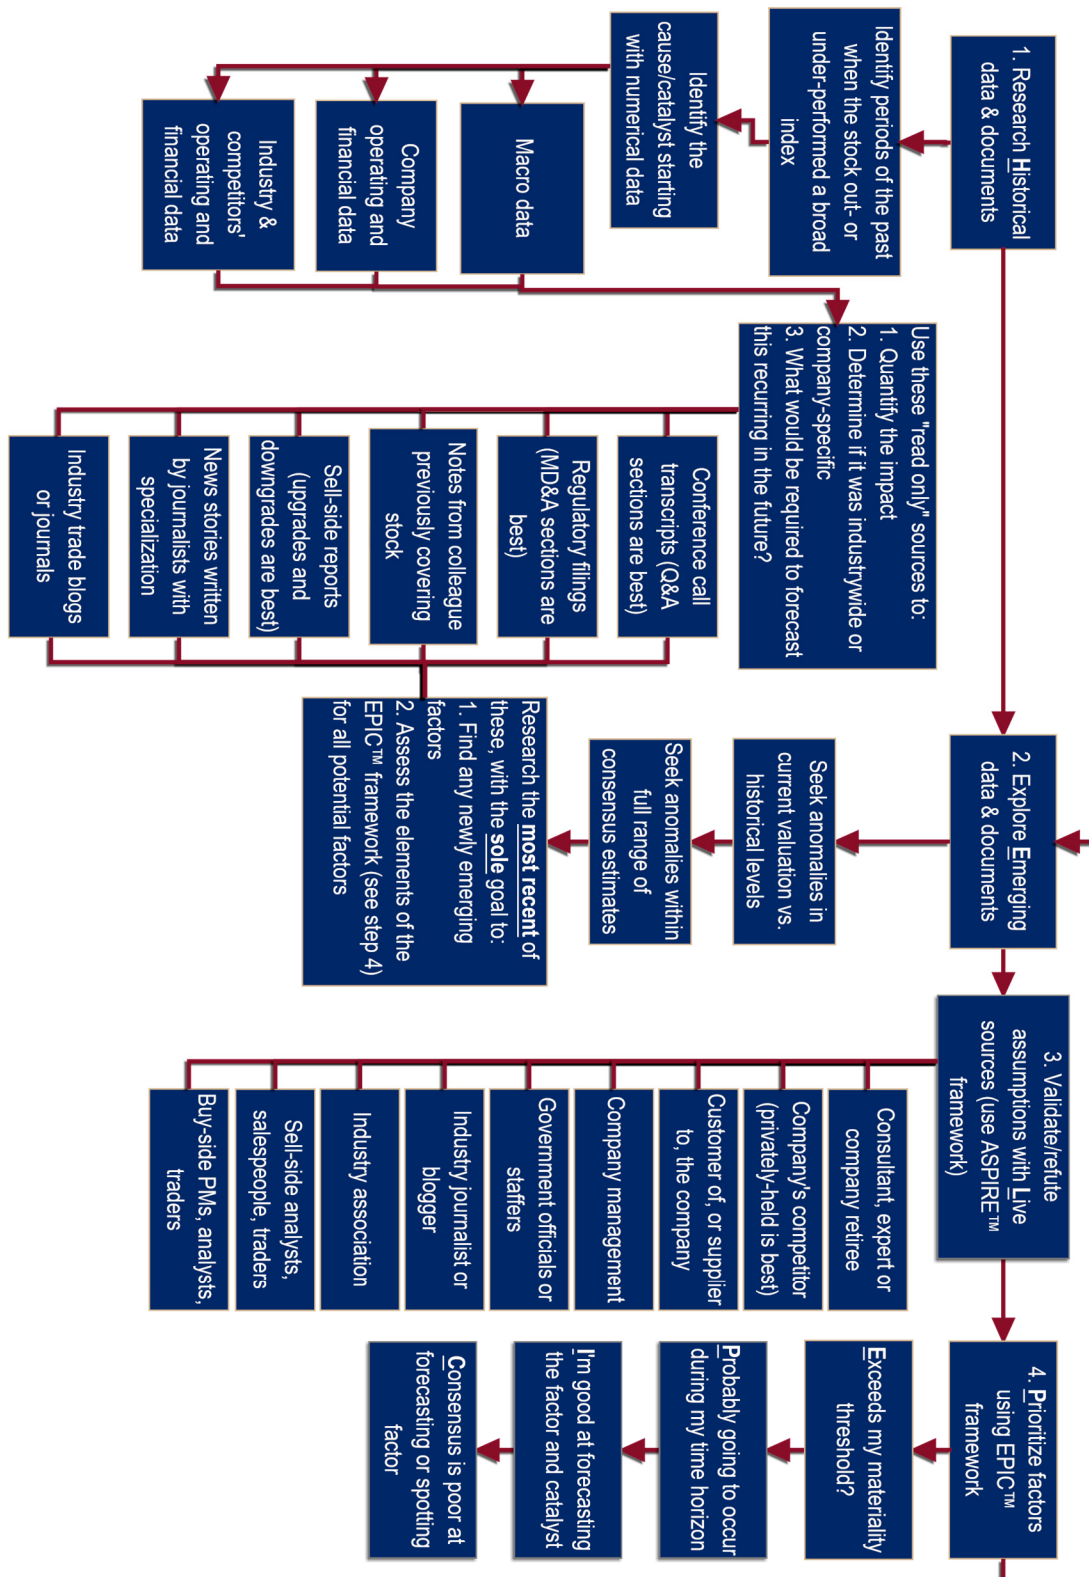 1. Research Historical
data & documents
Identify periods of the past
when the stock out- or
under-performed a broad
index
Identify the
cause/catalyst starting
with numerical data
Macro data
Company
operating and
financial data
Industry &
competitors'
operating and
financial data
Use these "read only" sources to:
1. Quantify the impact
2. Determine if it was industrywide or
company-specific
3. What would be required to forecast
this recurring in the future?
Conference call
transcripts (Q&A
sections are best)
Regulatory filings
(MD&A sections are
best)
Notes from colleague
previously covering
stock
Sell-side reports
(upgrades and
downgrades are best)
News stories written
by journalists with
specialization
Industry trade blogs
or journals
2. Explore Emerging
data & documents
Seek anomalies in
current valuation vs.
historical levels
Seek anomalies within
full range of
consensus estimates
Research the most recent of
these, with the sole goal to:
1. Find any newly emerging
factors
2. Assess the elements of the
EPIC™ framework (see step 4)
for all potential factors
3. Validate/refute
assumptions with Live
sources (use ASPIRE™
framework)
Consultant, expert or
company retiree
Company's competitor
(privately-held is best)
Customer of, or supplier
to, the company
Company management
Government officials or
staffers
Industry journalist or
blogger
Industry association
Sell-side analysts,
salespeople, traders
Buy-side PMs, analysts,
traders
4. Prioritize factors
using EPIC™
framework
Exceeds my materiality
threshold?
Probably going to occur
during my time horizon
I'm good at forecasting
the factor and catalyst
Consensus is poor at
forecasting or spotting
factor